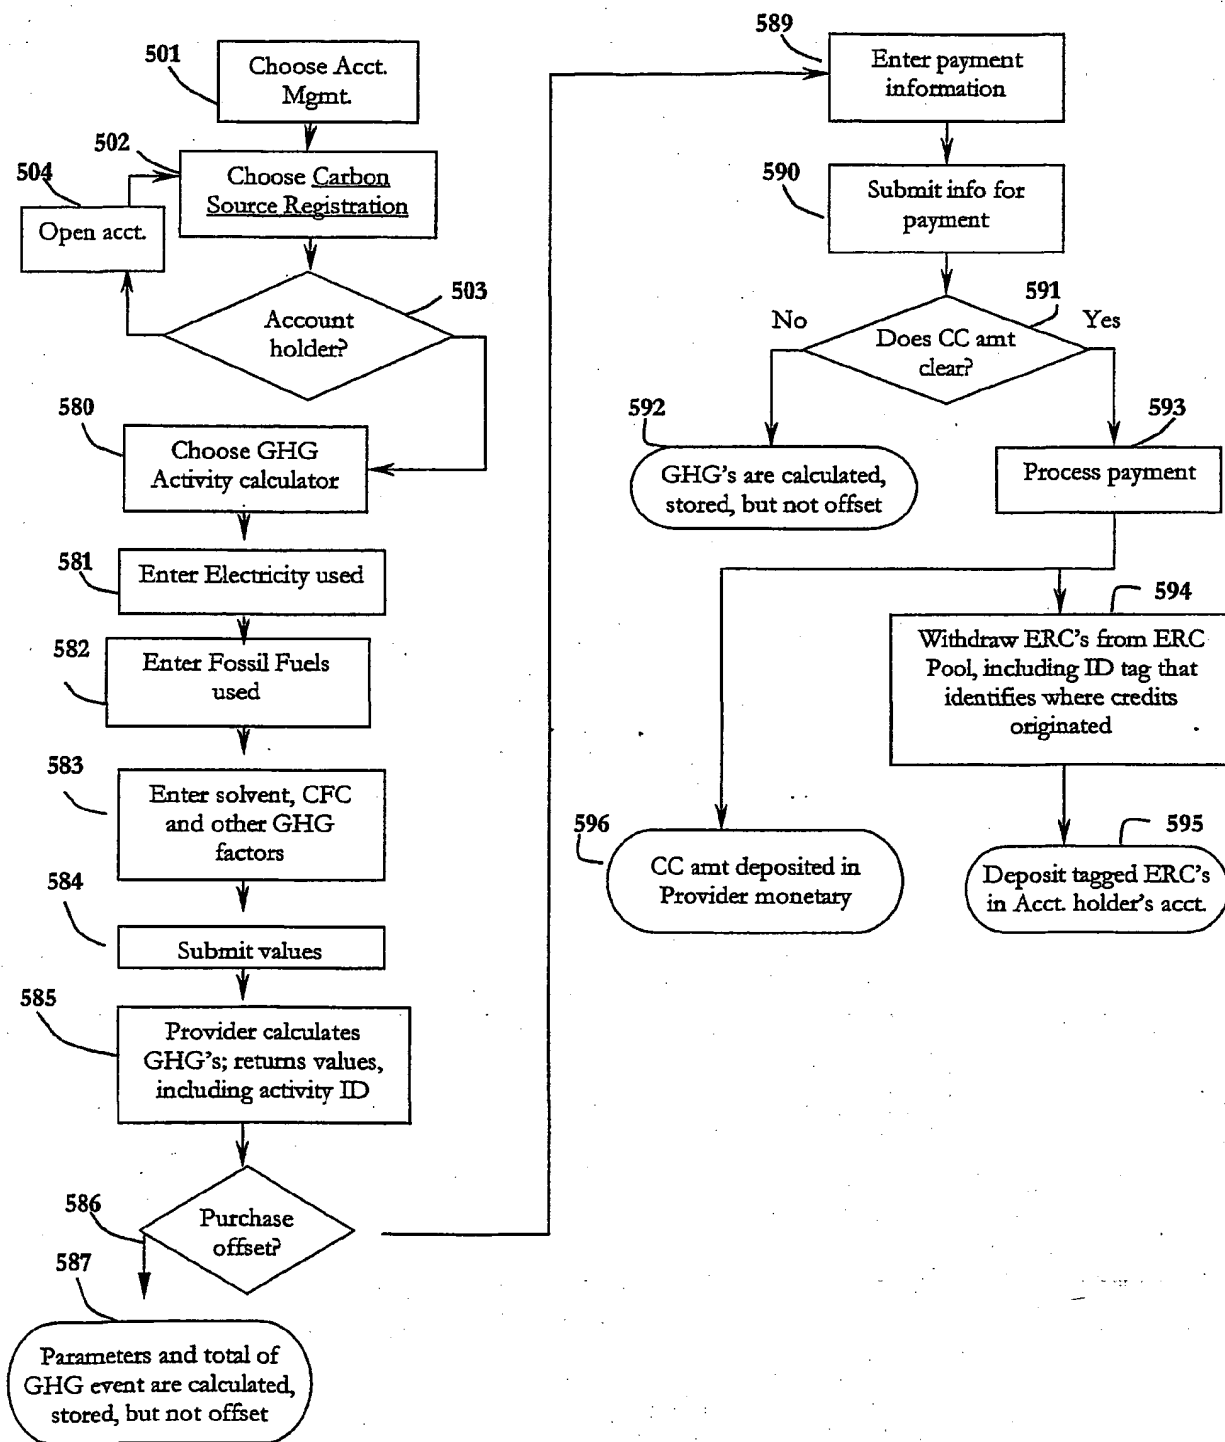 501
Choose Acct.
Mgmt.
502
Choose Carbon
Source Registration
504
Open acct.
503
Account
holder?
580
Choose GHG
Activity calculator
581
Enter Electricity used
582
Enter Fossil Fuels
used
583
Enter solvent, CFC
and other GHG
factors
584
Submit values
585
Provider calculates
GHG's; returns values,
including activity ID
586
Purchase
offset?
587
Parameters and total of
GHG event are calculated,
stored, but not offset
589
Enter payment
information
590
Submit info for
payment
591
No
Yes
Does CC amt
clear?
592
GHG's are calculated,
stored, but not offset
593
Process payment
594
Withdraw ERC's from ERC
Pool, including ID tag that
identifies where credits
originated
596
CC amt deposited in
Provider monetary
595
Deposit tagged ERC's
in Acct. holder's acct.